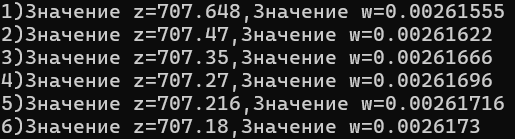 1)Значение z=707.648,Значение w=0.00261555
2)Значение z=707.47,Значение w=0.00261622
3)Значение z=707.35,Значение w=0.00261666
4)Значение z=707.27,Значение w=0.00261696
5)Значение z=707.216,Значение w=0.00261716
6)Значение z=707.18,Значение w=0.0026173